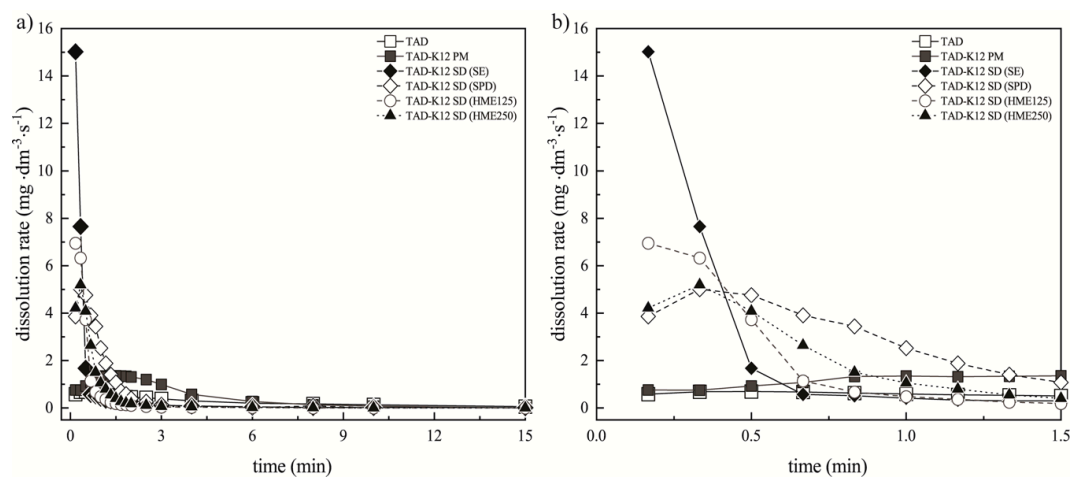 a)
dissolution rate (mg ·dm⁻³·s⁻¹)
16
14
12
10
8
6
4
2
0
TAD
TAD-K12 PM
TAD-K12 SD (SE)
TAD-K12 SD (SPD)
TAD-K12 SD (HME125)
TAD-K12 SD (HME250)
0 3 6 9 12 15
time (min)
b)
dissolution rate (mg ·dm⁻³·s⁻¹)
16
14
12
10
8
6
4
2
0
TAD
TAD-K12 PM
TAD-K12 SD (SE)
TAD-K12 SD (SPD)
TAD-K12 SD (HME125)
TAD-K12 SD (HME250)
0.0 0.5 1.0 1.5
time (min)